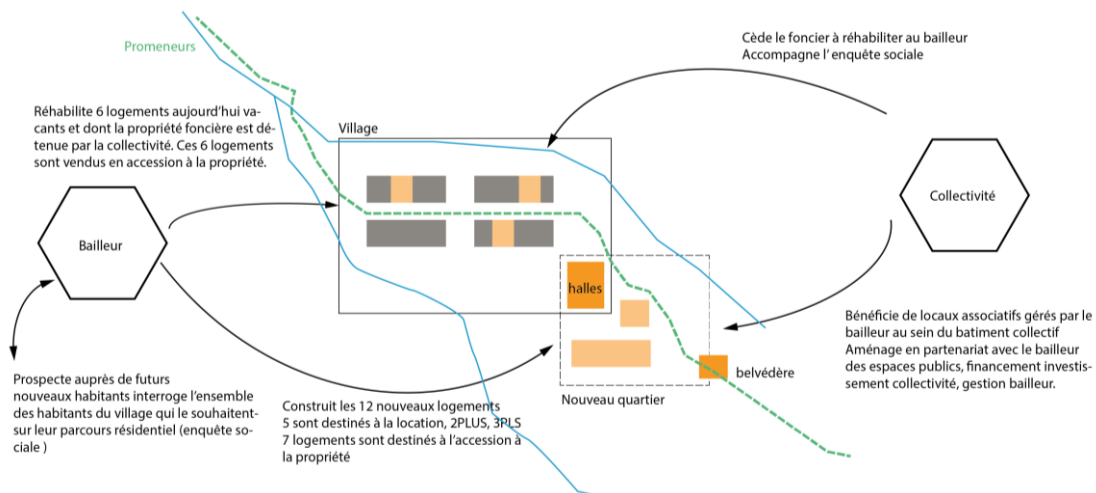 Promeneurs
Cède le foncier à réhabiliter au bailleur
Accompagne l'enquête sociale
Réhabilite 6 logements aujourd'hui va-
cants et dont la propriété foncière est dé-
tenue par la collectivité. Ces 6 logements
sont vendus en accession à la propriété.
Village
Bailleur
Collectivité
halles
belvédère
Nouveau quartier
Bénéficie de locaux associatifs gérés par le
bailleur au sein du batiment collectif
Aménage en partenariat avec le bailleur
des espaces publics, financement investis-
sement collectivité, gestion bailleur.
Prospecte auprès de futurs
nouveaux habitants interroge l'ensemble
des habitants du village qui le souhaitent-
sur leur parcours résidentiel (enquête so-
ciale )
Construit les 12 nouveaux logements
5 sont destinés à la location, 2PLUS, 3PLS
7 logements sont destinés à l'accession à
la propriété